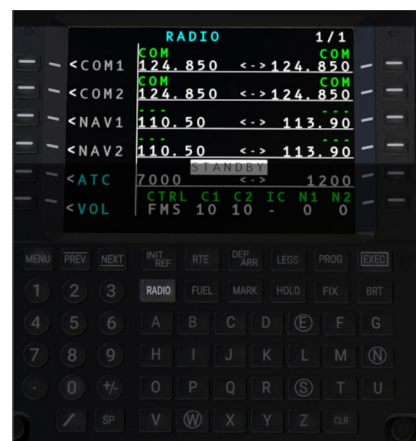 RADIO 1/1
COM COM
<COM1 124.850 <-> 124.850
COM COM
<COM2 124.850 <-> 124.850
--- ---
<NAV1 110.50 <-> 113.90
--- ---
<NAV2 110.50 <-> 113.90
STANDBY
<ATC 7000 <-> 1200
CTRL C1 C2 IC N1 N2
<VOL FMS 10 10 - 0 0
MENU PREV NEXT INIT REF RTE DEP ARR LEGS PROG EXEC
1 2 3 RADIO FUEL MARK HOLD FIX BRT
4 5 6 A B C D E F G
7 8 9 H I J K L M N
. 0 +/- O P Q R S T U
/ SP V W X Y Z CLR